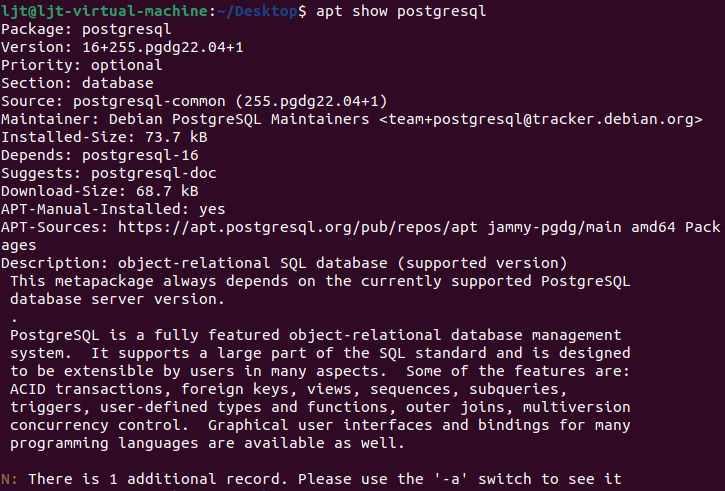 ljt@ljt-virtual-machine:~/Desktop$ apt show postgresql
Package: postgresql
Version: 16+255.pgdg22.04+1
Priority: optional
Section: database
Source: postgresql-common (255.pgdg22.04+1)
Maintainer: Debian PostgreSQL Maintainers <team+postgresql@tracker.debian.org>
Installed-Size: 73.7 kB
Depends: postgresql-16
Suggests: postgresql-doc
Download-Size: 68.7 kB
APT-Manual-Installed: yes
APT-Sources: https://apt.postgresql.org/pub/repos/apt jammy-pgdg/main amd64 Pack
ages
Description: object-relational SQL database (supported version)
 This metapackage always depends on the currently supported PostgreSQL
 database server version.
 .
 PostgreSQL is a fully featured object-relational database management
 system.  It supports a large part of the SQL standard and is designed
 to be extensible by users in many aspects.  Some of the features are:
 ACID transactions, foreign keys, views, sequences, subqueries,
 triggers, user-defined types and functions, outer joins, multiversion
 concurrency control.  Graphical user interfaces and bindings for many
 programming languages are available as well.

N: There is 1 additional record. Please use the '-a' switch to see it